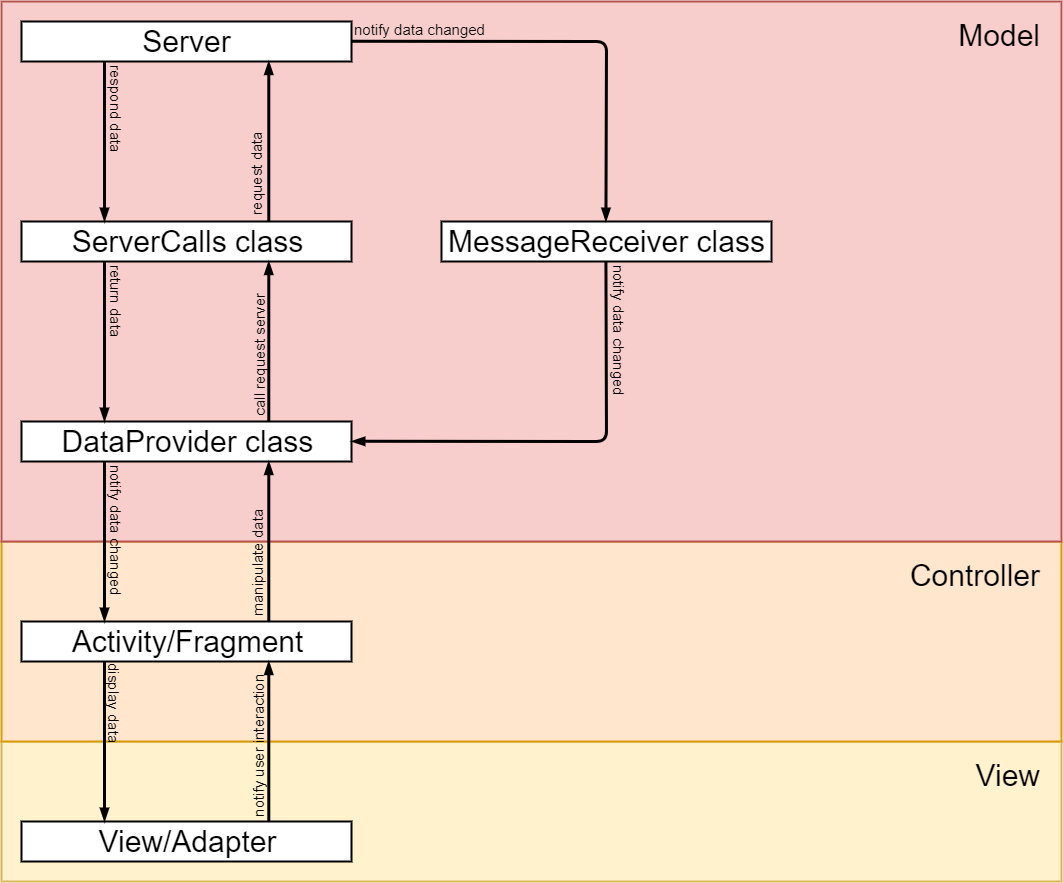 Server
notify data changed
Model
respond data
request data
ServerCalls class
MessageReceiver class
return data
call request server
notify data changed
DataProvider class
notify data changed
manipulate data
Controller
Activity/Fragment
display data
notify user interaction
View
View/Adapter